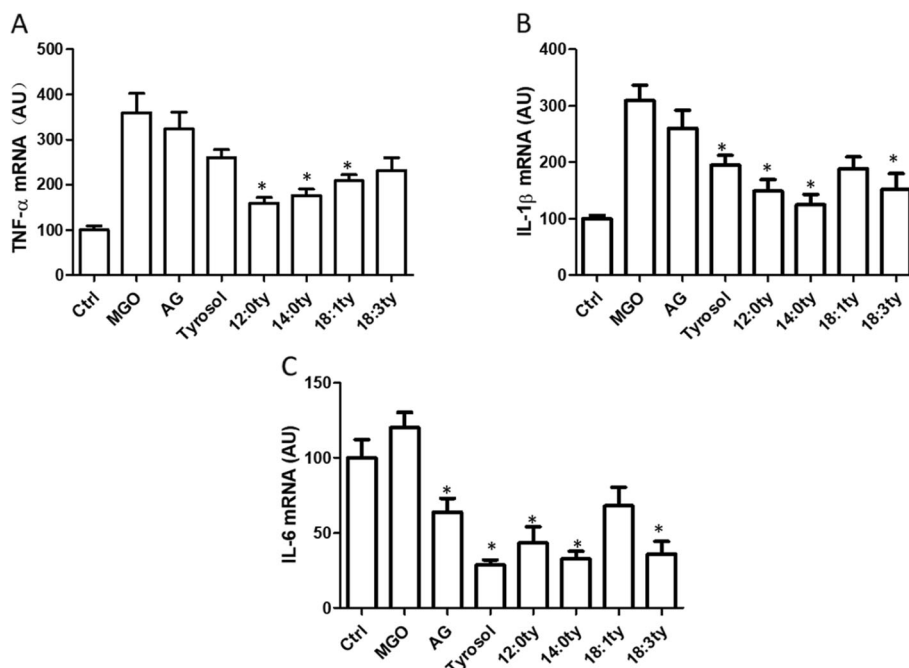 A
TNF-α mRNA （AU）
500
400
300
200
100
0
*
*
*
Ctrl
MGO
AG
Tyrosol
12:0ty
14:0ty
18:1ty
18:3ty
B
IL-1β mRNA (AU)
400
300
200
100
0
*
*
*
*
Ctrl
MGO
AG
Tyrosol
12:0ty
14:0ty
18:1ty
18:3ty
C
IL-6 mRNA (AU)
150
100
50
0
*
*
*
*
*
Ctrl
MGO
AG
Tyrosol
12:0ty
14:0ty
18:1ty
18:3ty